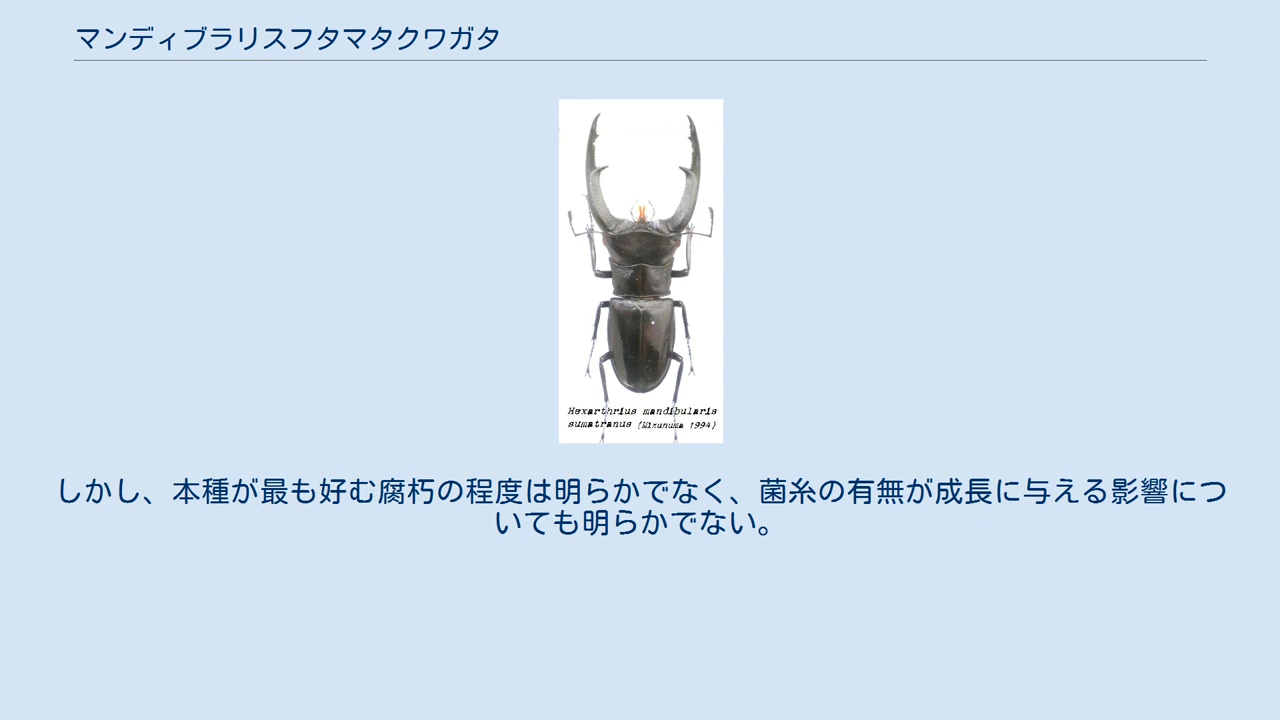 マンディブラリスフタマタクワガタ
Hexarthrius mandibularis
sumatranus (Mizunuma 1994)
しかし、本種が最も好む腐朽の程度は明らかでなく、菌糸の有無が成長に与える影響につ
いても明らかでない。